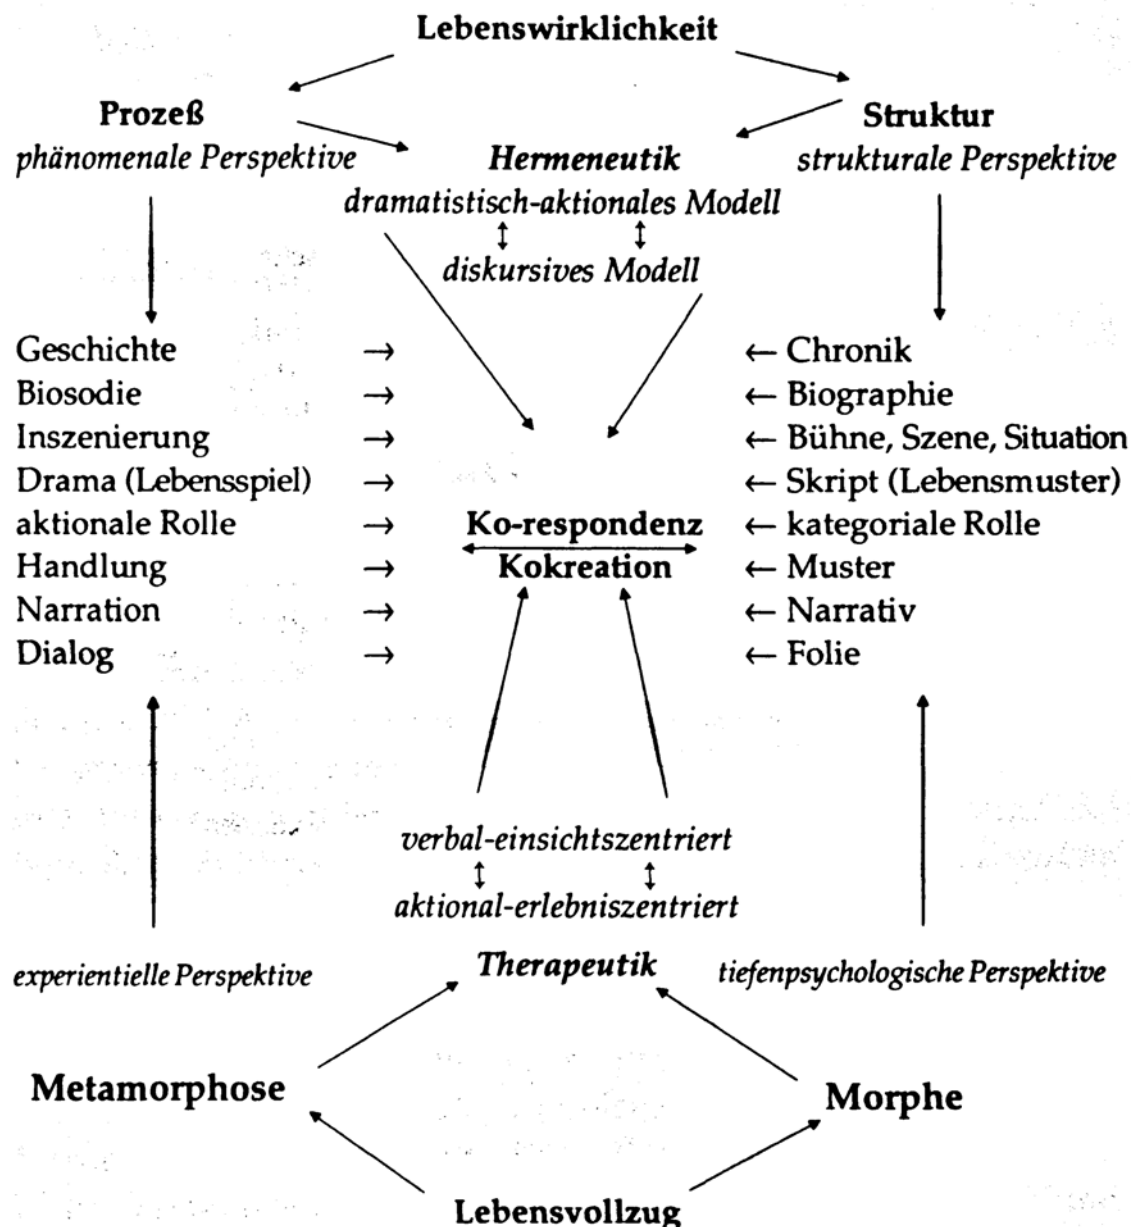 Lebenswirklichkeit
Prozeß
Struktur
phänomenale Perspektive
Hermeneutik
strukturale Perspektive
dramatistisch-aktionales Modell
diskursives Modell
Geschichte → ← Chronik
Biosodie → ← Biographie
Inszenierung → ← Bühne, Szene, Situation
Drama (Lebensspiel) → ← Skript (Lebensmuster)
aktionale Rolle → Ko-respondenz ← kategoriale Rolle
Handlung → Kokreation ← Muster
Narration → ← Narrativ
Dialog → ← Folie
verbal-einsichtszentriert
aktional-erlebniszentriert
experientielle Perspektive
Therapeutik
tiefenpsychologische Perspektive
Metamorphose
Morphe
Lebensvollzug